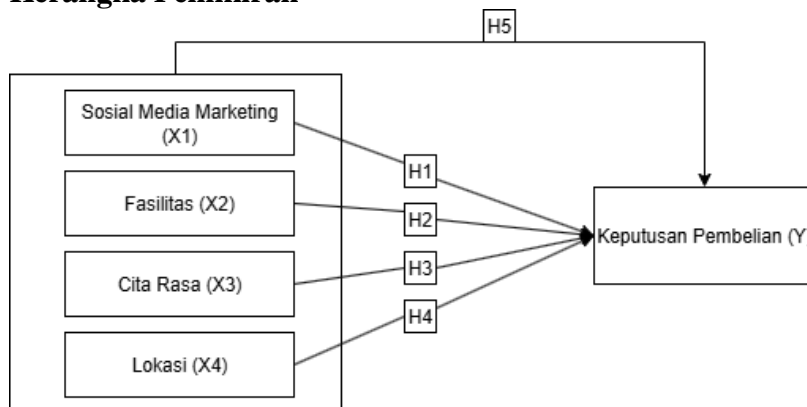 Kerangka Pemikiran
H5
Sosial Media Marketing
(X1)
H1
Fasilitas (X2)
H2
Keputusan Pembelian (Y)
Cita Rasa (X3)
H3
H4
Lokasi (X4)